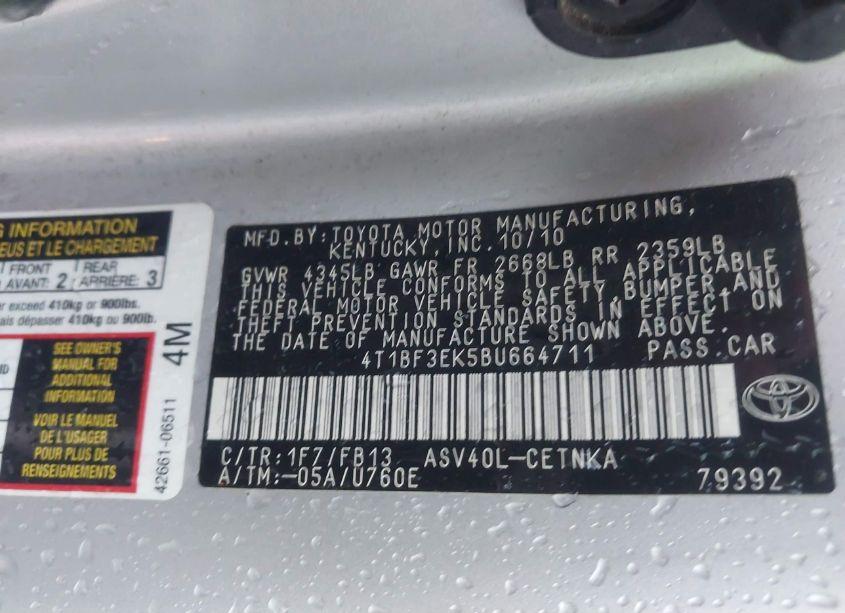 G INFORMATION
EUS ET LE CHARGEMENT
FRONT
AVANT: 2
REAR
ARRIÈRE: 3
er exceed 410kg or 900lbs.
ais dépasser 410kg ou 900lb.
SEE OWNER'S
MANUAL FOR
ADDITIONAL
INFORMATION
VOIR LE MANUEL
DE L'USAGER
POUR PLUS DE
RENSEIGNEMENTS
4M
42661-06511
MFD.BY:TOYOTA MOTOR MANUFACTURING,
KENTUCKY,INC.10/10
GVWR 4345LB GAWR FR 2668LB RR 2359LB
THIS VEHICLE CONFORMS TO ALL APPLICABLE
FEDERAL MOTOR VEHICLE SAFETY,BUMPER,AND
THEFT PREVENTION STANDARDS IN EFFECT ON
THE DATE OF MANUFACTURE SHOWN ABOVE.
4T1BF3EK5BU664711 PASS.CAR
C/TR:1F7/FB13 ASV40L-CETNKA
A/TM:-05A/U760E 79392